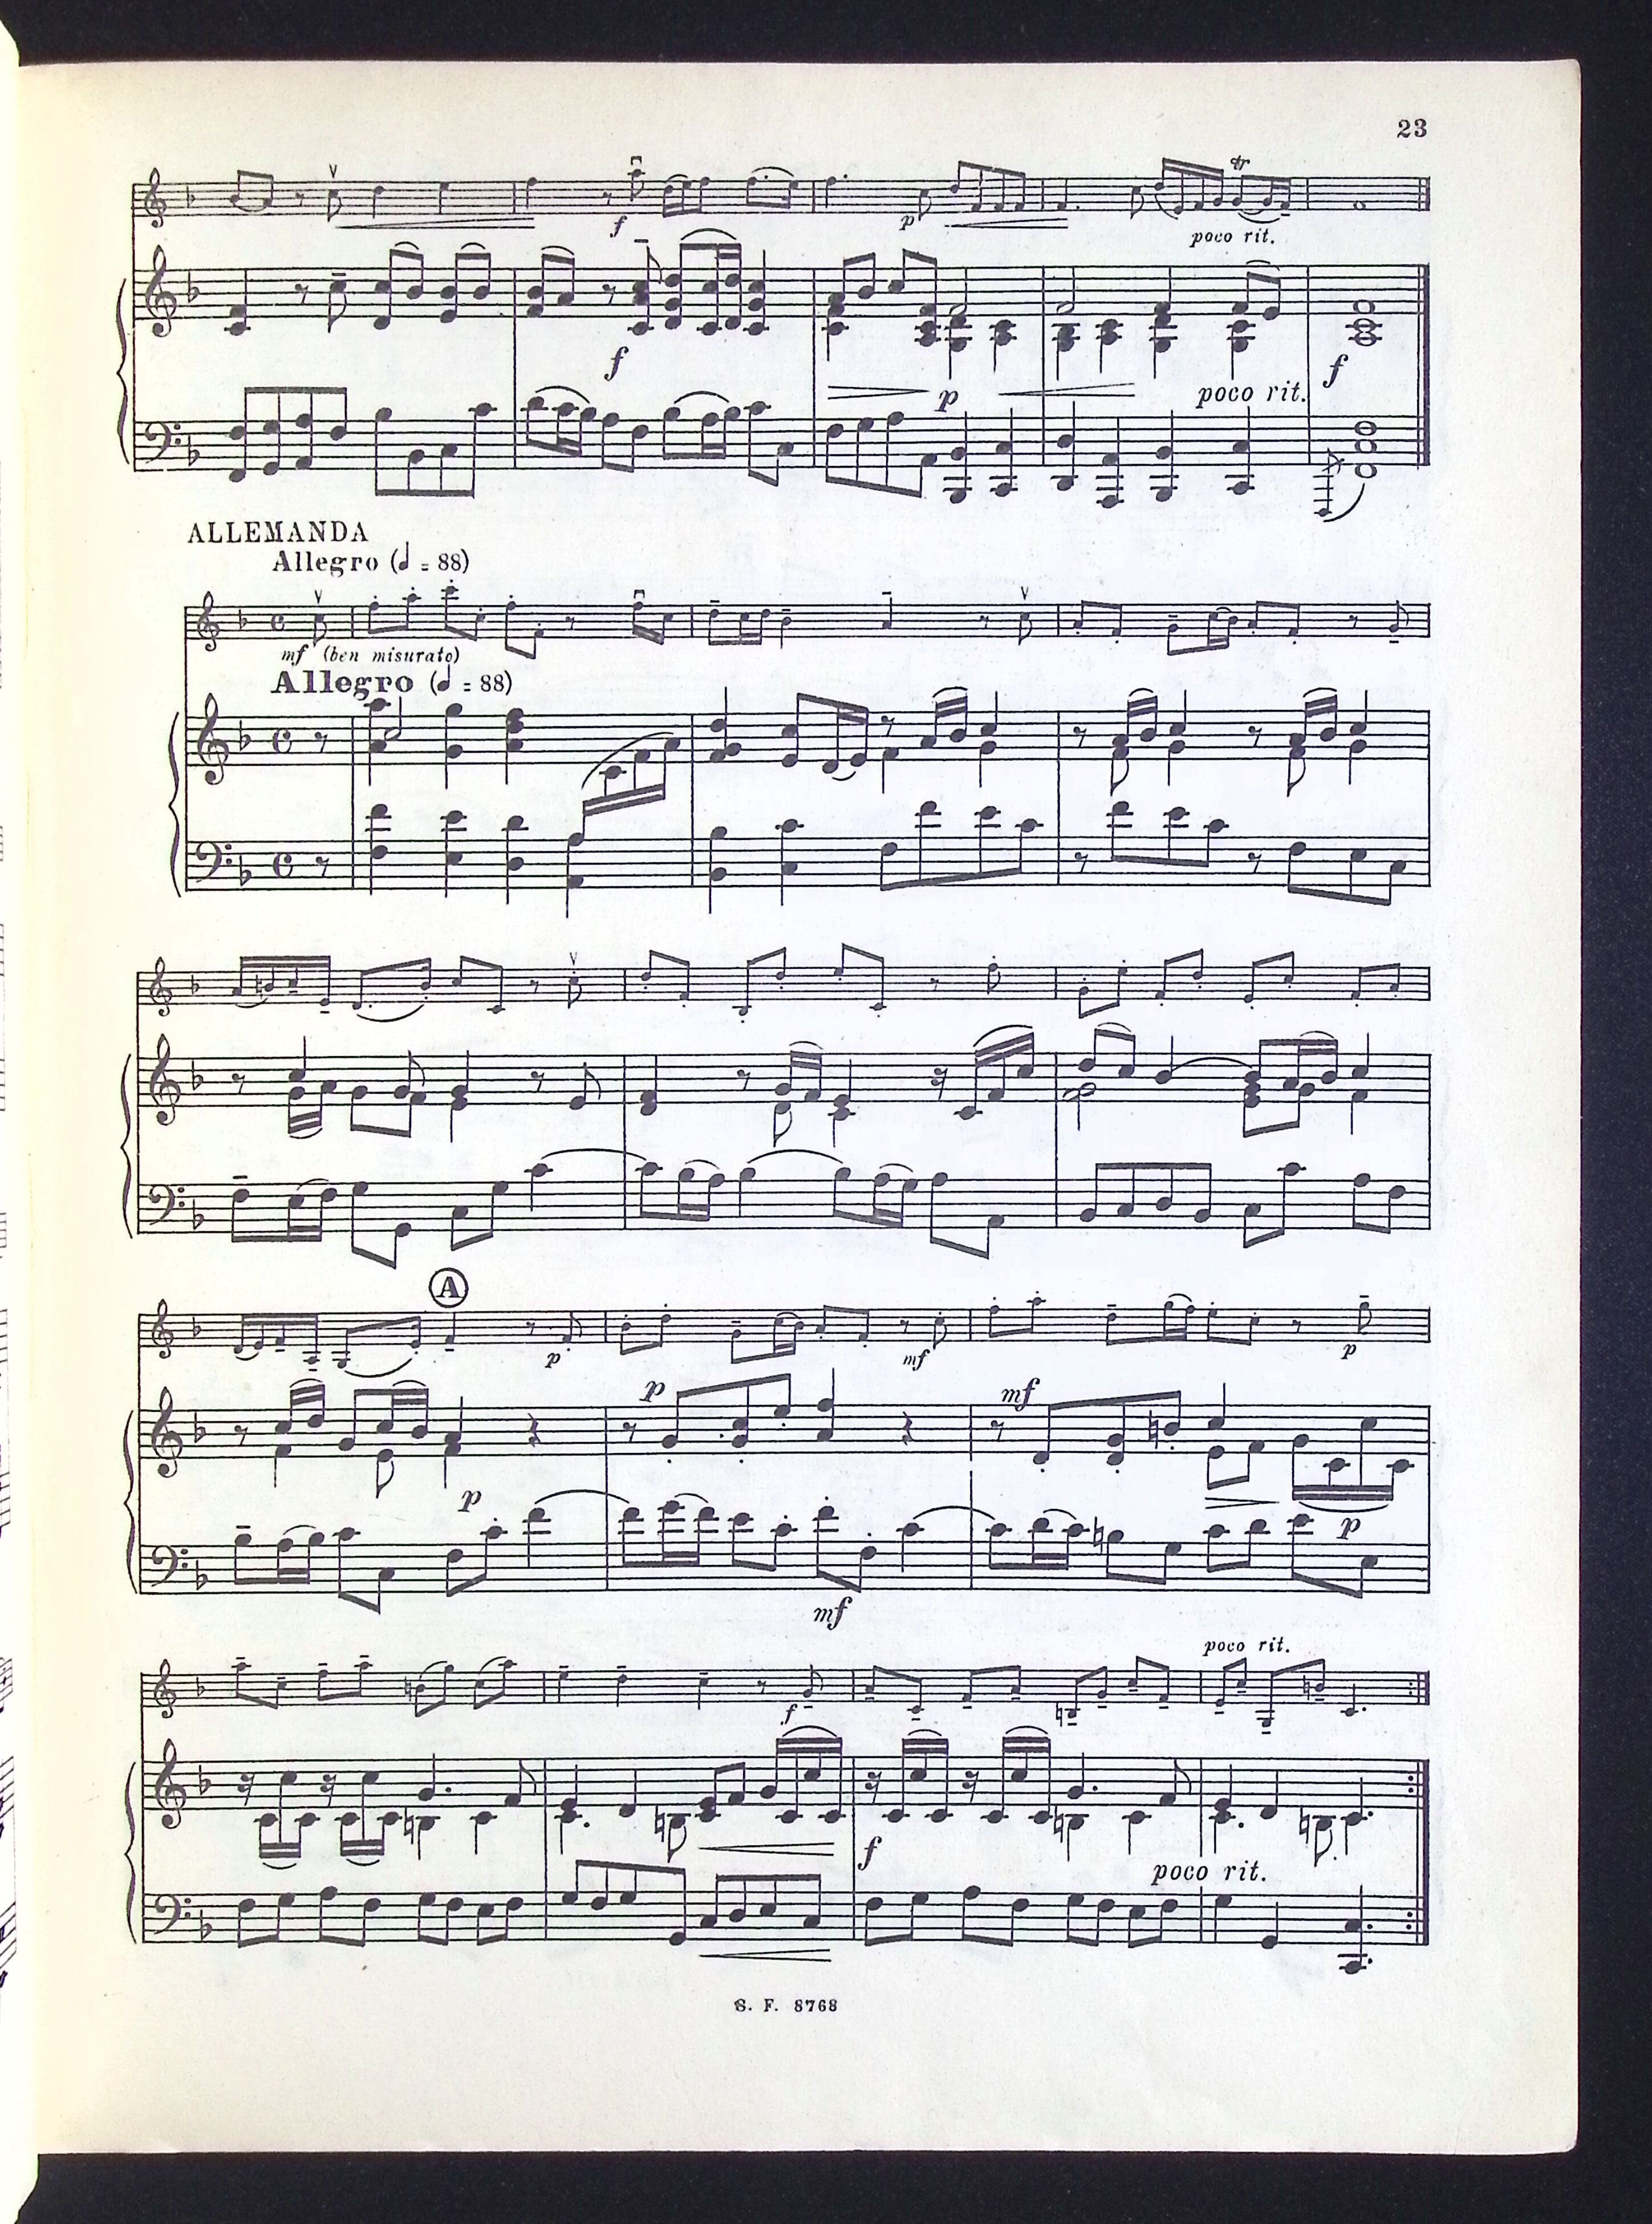 23
tr
f
p
poco rit.
f
p
poco rit.
f
ALLEMANDA
Allegro (𝅗𝅥 = 88)
mf (ben misurato)
Allegro (𝅗𝅥 = 88)
A
p
mf
p
p
mf
p
mf
p
poco rit.
f
f
poco rit.
S. F. 8768